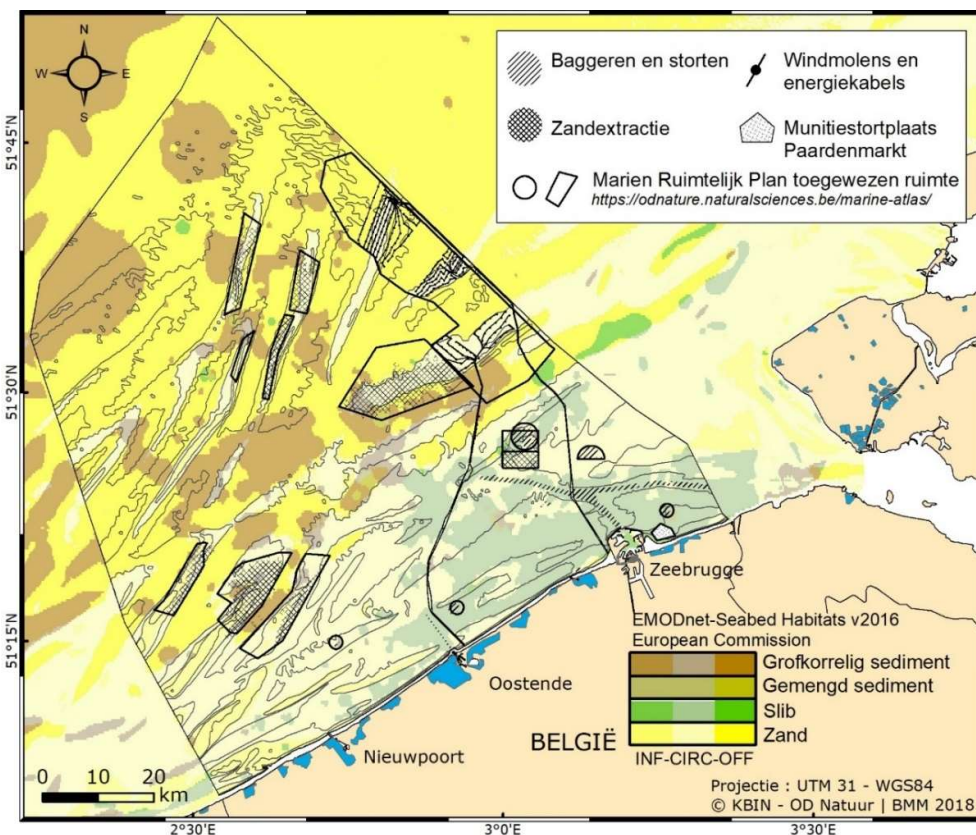 N
W
E
S
Baggeren en storten
Windmolens en
energiekabels
Zandextractie
Munitiestortplaats
Paardenmarkt
Marien Ruimtelijk Plan toegewezen ruimte
https://odnature.naturalsciences.be/marine-atlas/
51°45'N
51°30'N
51°15'N
Zeebrugge
Oostende
Nieuwpoort
BELGIË
EMODnet-Seabed Habitats v2016
European Commission
Grofkorrelig sediment
Gemengd sediment
Slib
Zand
INF-CIRC-OFF
0 10 20
km
Projectie : UTM 31 - WGS84
© KBIN - OD Natuur | BMM 2018
2°30'E
3°0'E
3°30'E